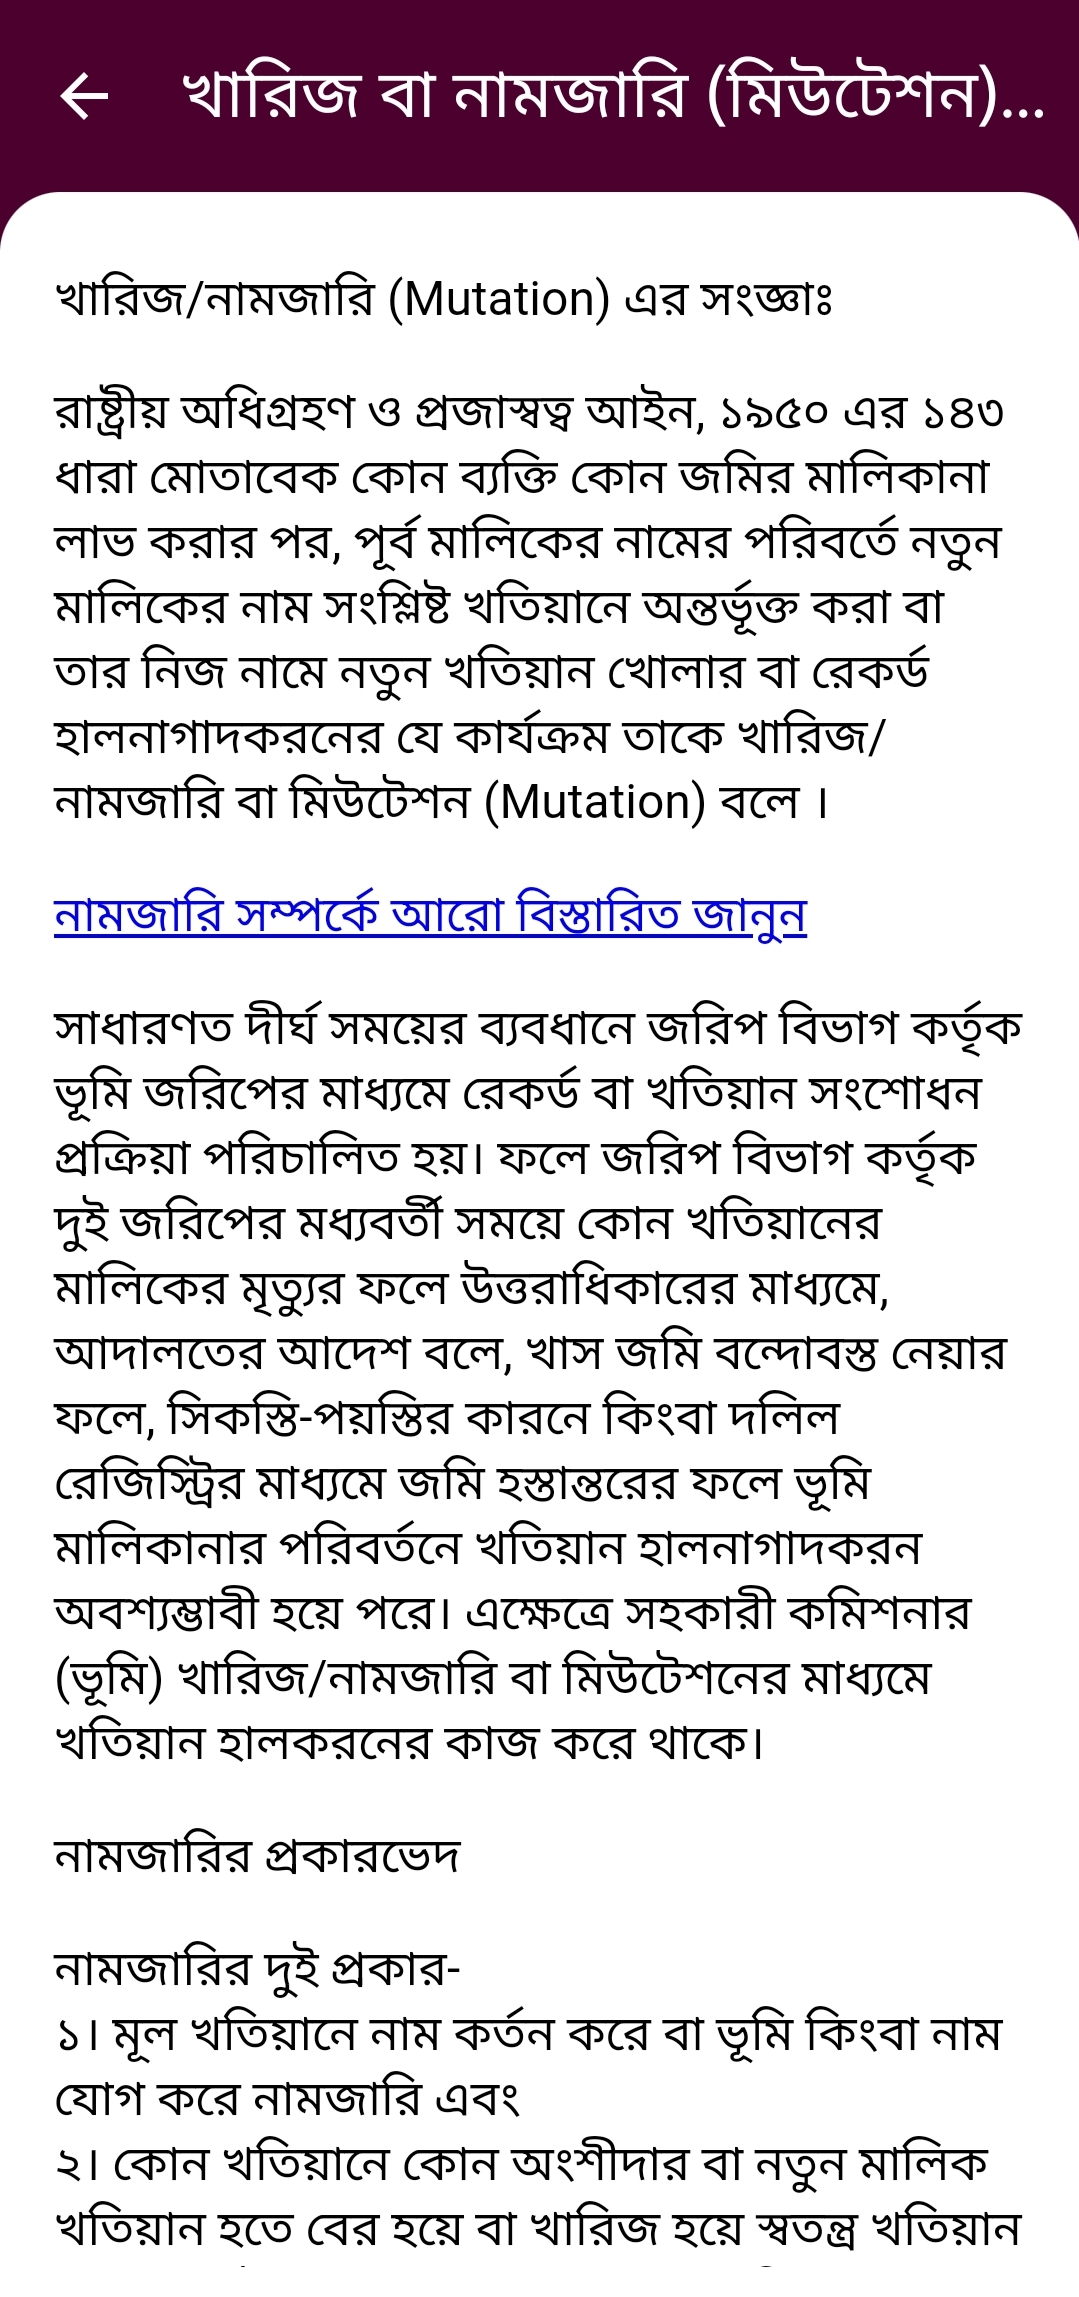 খারিজ বা নামজারি (মিউটেশন)...
খারিজ/নামজারি (Mutation) এর সংজ্ঞাঃ
রাষ্ট্রীয় অধিগ্রহণ ও প্রজাস্বত্ব আইন, ১৯৫০ এর ১৪৩
ধারা মোতাবেক কোন ব্যক্তি কোন জমির মালিকানা
লাভ করার পর, পূর্ব মালিকের নামের পরিবর্তে নতুন
মালিকের নাম সংশ্লিষ্ট খতিয়ানে অন্তর্ভূক্ত করা বা
তার নিজ নামে নতুন খতিয়ান খোলার বা রেকর্ড
হালনাগাদকরনের যে কার্যক্রম তাকে খারিজ/
নামজারি বা মিউটেশন (Mutation) বলে ।
নামজারি সম্পর্কে আরো বিস্তারিত জানুন
সাধারণত দীর্ঘ সময়ের ব্যবধানে জরিপ বিভাগ কর্তৃক
ভূমি জরিপের মাধ্যমে রেকর্ড বা খতিয়ান সংশোধন
প্রক্রিয়া পরিচালিত হয়। ফলে জরিপ বিভাগ কর্তৃক
দুই জরিপের মধ্যবর্তী সময়ে কোন খতিয়ানের
মালিকের মৃত্যুর ফলে উত্তরাধিকারের মাধ্যমে,
আদালতের আদেশ বলে, খাস জমি বন্দোবস্ত নেয়ার
ফলে, সিকস্তি-পয়স্তির কারনে কিংবা দলিল
রেজিস্ট্রির মাধ্যমে জমি হস্তান্তরের ফলে ভূমি
মালিকানার পরিবর্তনে খতিয়ান হালনাগাদকরন
অবশ্যম্ভাবী হয়ে পরে। এক্ষেত্রে সহকারী কমিশনার
(ভূমি) খারিজ/নামজারি বা মিউটেশনের মাধ্যমে
খতিয়ান হালকরনের কাজ করে থাকে।
নামজারির প্রকারভেদ
নামজারির দুই প্রকার-
১। মূল খতিয়ানে নাম কর্তন করে বা ভূমি কিংবা নাম
যোগ করে নামজারি এবং
২। কোন খতিয়ানে কোন অংশীদার বা নতুন মালিক
খতিয়ান হতে বের হয়ে বা খারিজ হয়ে স্বতন্ত্র খতিয়ান